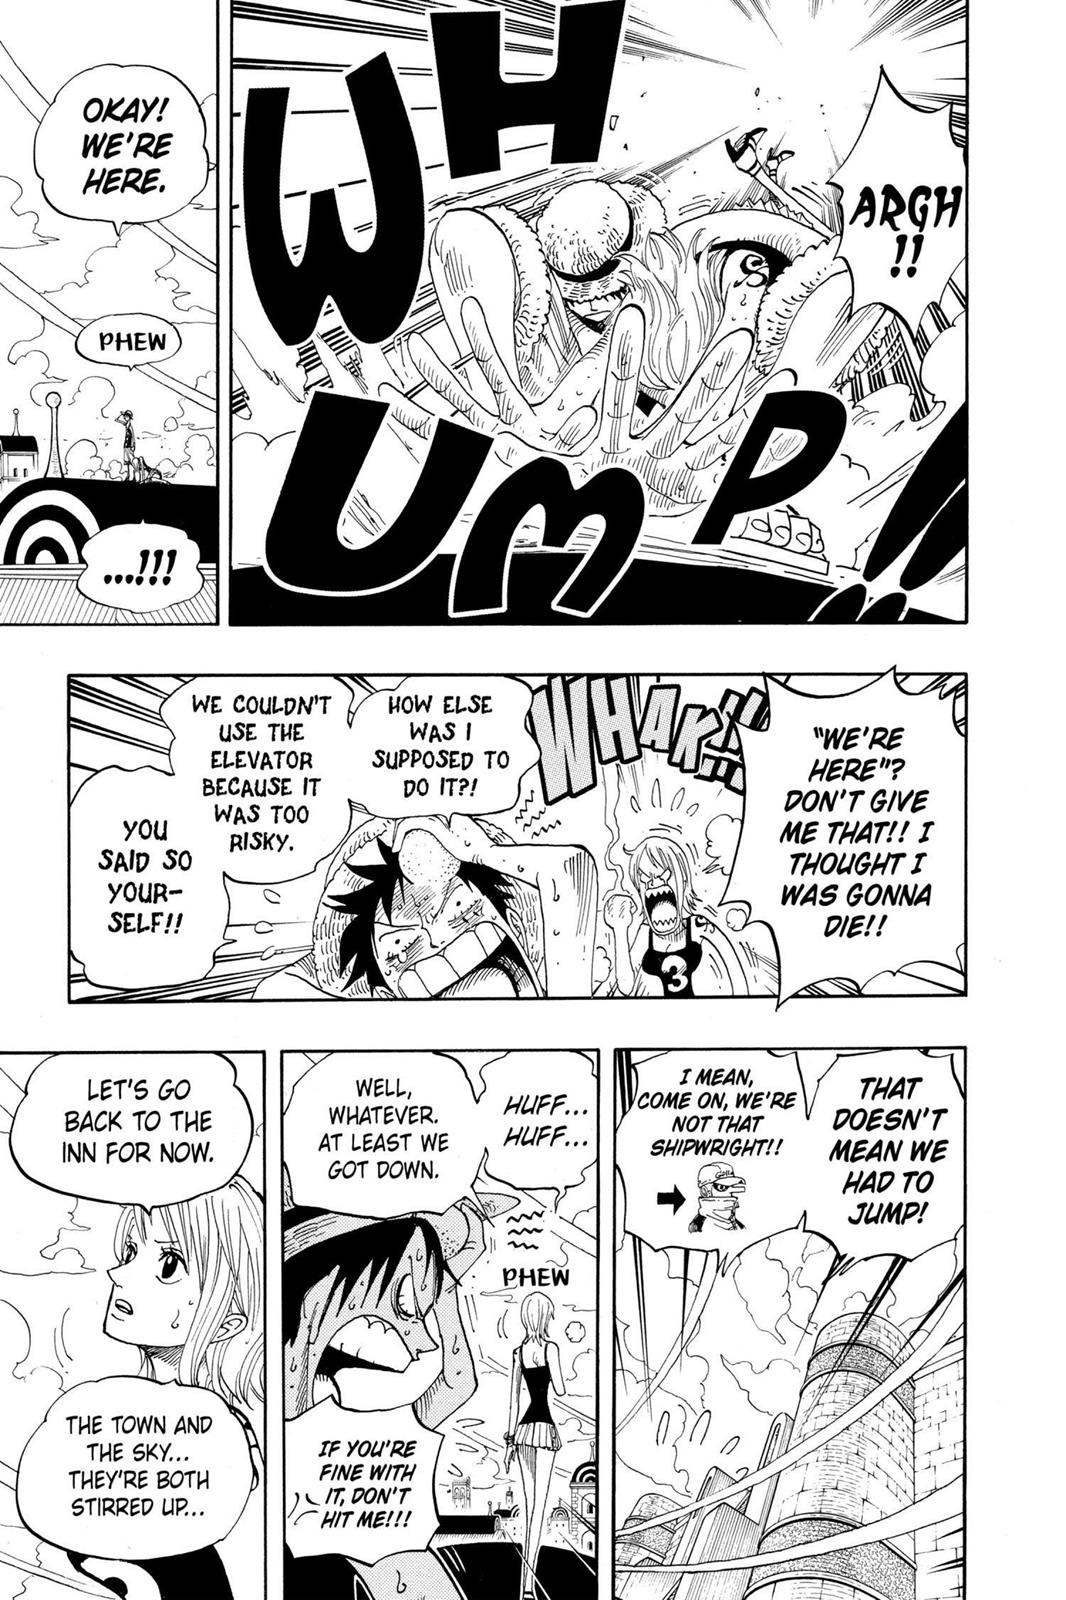 WH
UMP!!
ARGH
!!
OKAY!
WE'RE
HERE.
PHEW
...!!!
"WE'RE
HERE"?
DON'T GIVE
ME THAT!! I
THOUGHT I
WAS GONNA
DIE!!
WHAK!!!
3
HOW ELSE
WAS I
SUPPOSED TO
DO IT?!
WE COULDN'T
USE THE
ELEVATOR
BECAUSE IT
WAS TOO
RISKY.
YOU
SAID SO
YOUR-
SELF!!
THAT
DOESN'T
MEAN WE
HAD TO
JUMP!
I MEAN,
COME ON, WE'RE
NOT THAT
SHIPWRIGHT!!
HUFF...
HUFF...
PHEW
WELL,
WHATEVER.
AT LEAST WE
GOT DOWN.
IF YOU'RE
FINE WITH
IT, DON'T
HIT ME!!!
LET'S GO
BACK TO THE
INN FOR NOW.
THE TOWN AND
THE SKY...
THEY'RE BOTH
STIRRED UP...